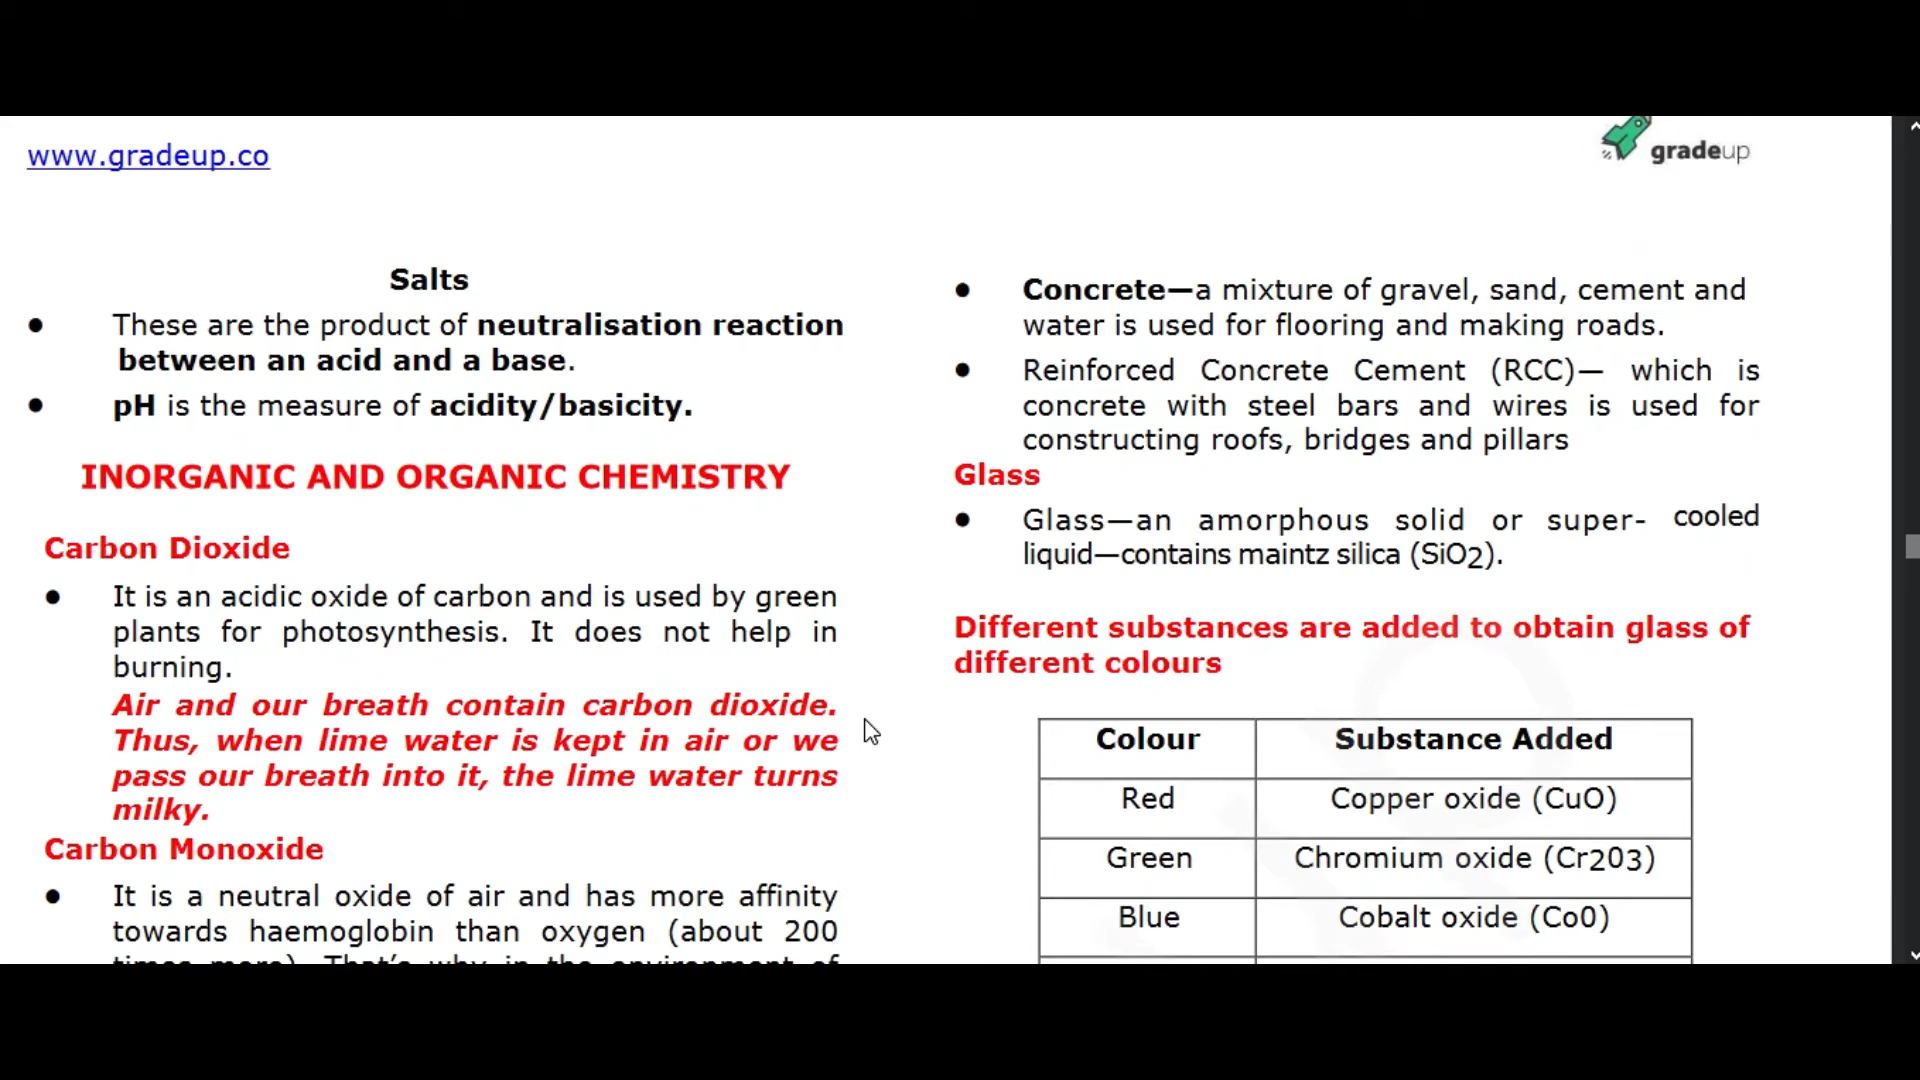 www.gradeup.co
gradeup
Salts
● These are the product of neutralisation reaction
between an acid and a base.
● pH is the measure of acidity/basicity.
INORGANIC AND ORGANIC CHEMISTRY
Carbon Dioxide
● It is an acidic oxide of carbon and is used by green
plants for photosynthesis. It does not help in
burning.
Air and our breath contain carbon dioxide.
Thus, when lime water is kept in air or we
pass our breath into it, the lime water turns
milky.
Carbon Monoxide
● It is a neutral oxide of air and has more affinity
towards haemoglobin than oxygen (about 200
times more). That's why in the environment of
● Concrete—a mixture of gravel, sand, cement and
water is used for flooring and making roads.
● Reinforced Concrete Cement (RCC)— which is
concrete with steel bars and wires is used for
constructing roofs, bridges and pillars
Glass
● Glass—an amorphous solid or super- cooled
liquid—contains maintz silica (SiO2).
Different substances are added to obtain glass of
different colours
Colour Substance Added
Red Copper oxide (CuO)
Green Chromium oxide (Cr203)
Blue Cobalt oxide (Co0)